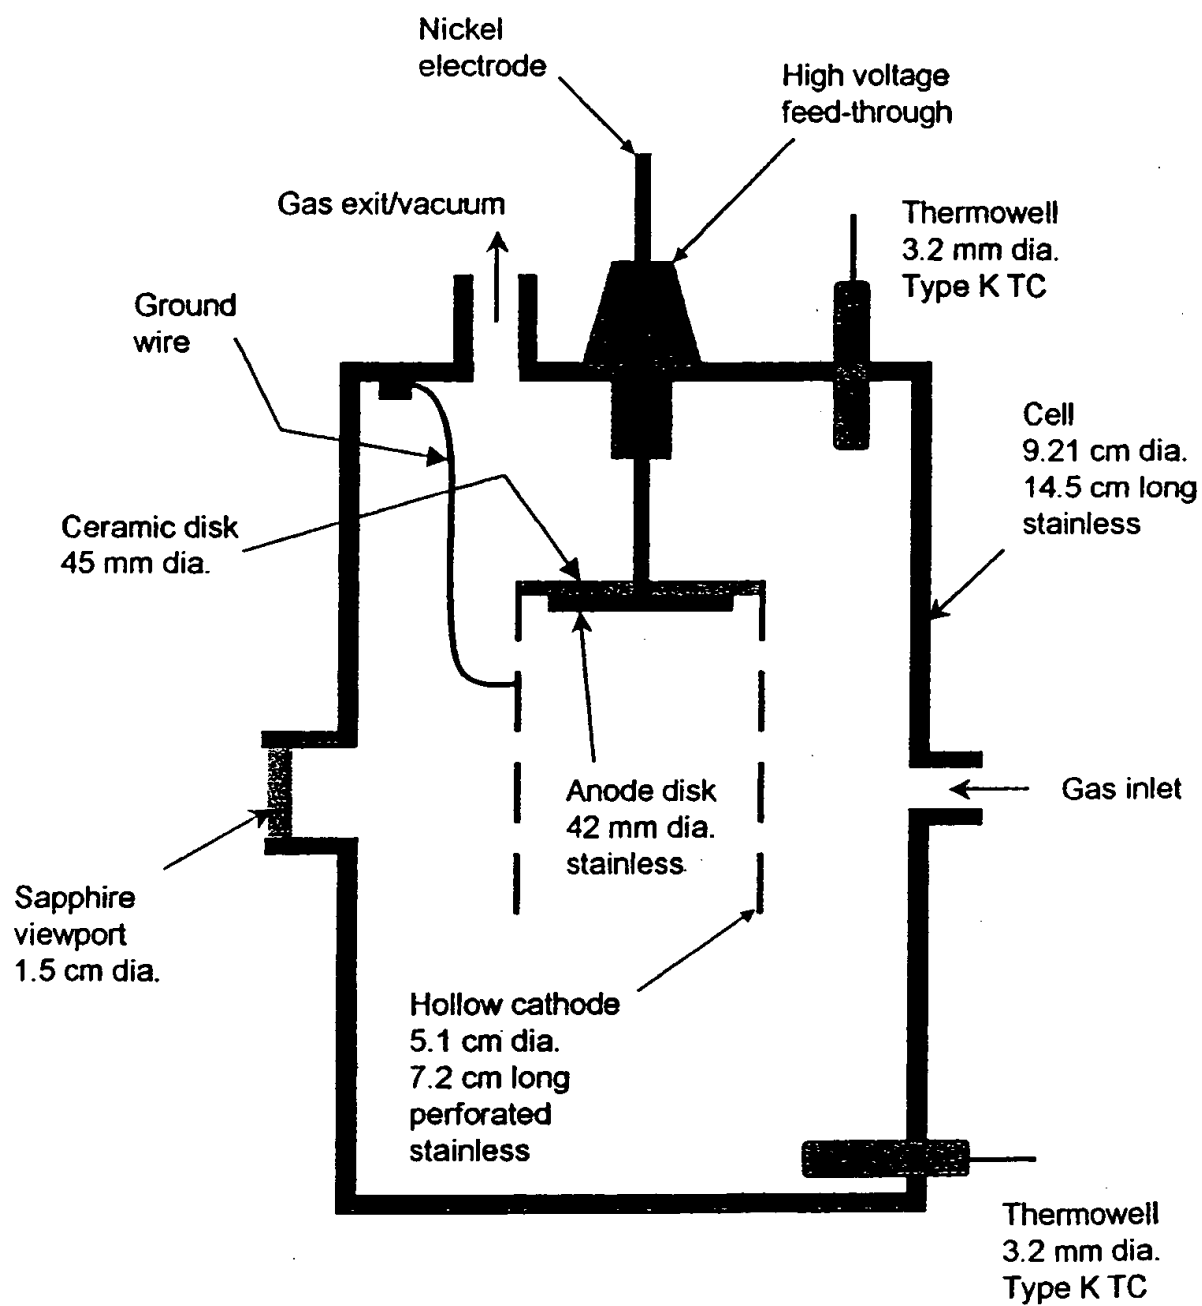 Nickel
electrode
High voltage
feed-through
Gas exit/vacuum
Thermowell
3.2 mm dia.
Type K TC
Ground
wire
Cell
9.21 cm dia.
14.5 cm long
stainless
Ceramic disk
45 mm dia.
Anode disk
42 mm dia.
stainless
Gas inlet
Sapphire
viewport
1.5 cm dia.
Hollow cathode
5.1 cm dia.
7.2 cm long
perforated
stainless
Thermowell
3.2 mm dia.
Type K TC